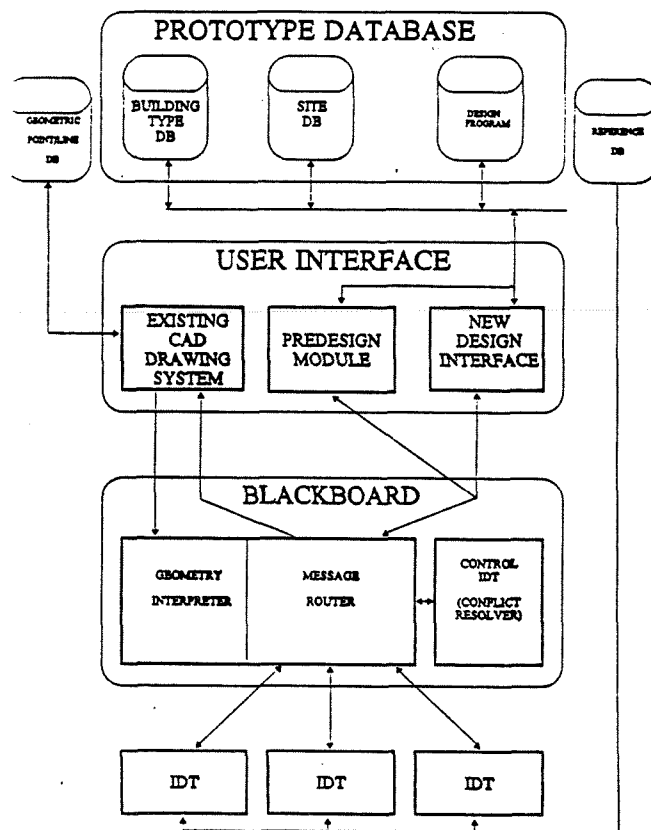 PROTOTYPE DATABASE
GEOMETRIC
POINT/LINE
DB
BUILDING
TYPE
DB
SITE
DB
DESIGN
PROGRAM
REFERENCE
DB
USER INTERFACE
EXISTING
CAD
DRAWING
SYSTEM
PREDESIGN
MODULE
NEW
DESIGN
INTERFACE
BLACKBOARD
GEOMETRY
INTERPRETER
MESSAGE
ROUTER
CONTROL
IDT
(CONFLICT
RESOLVER)
IDT
IDT
IDT